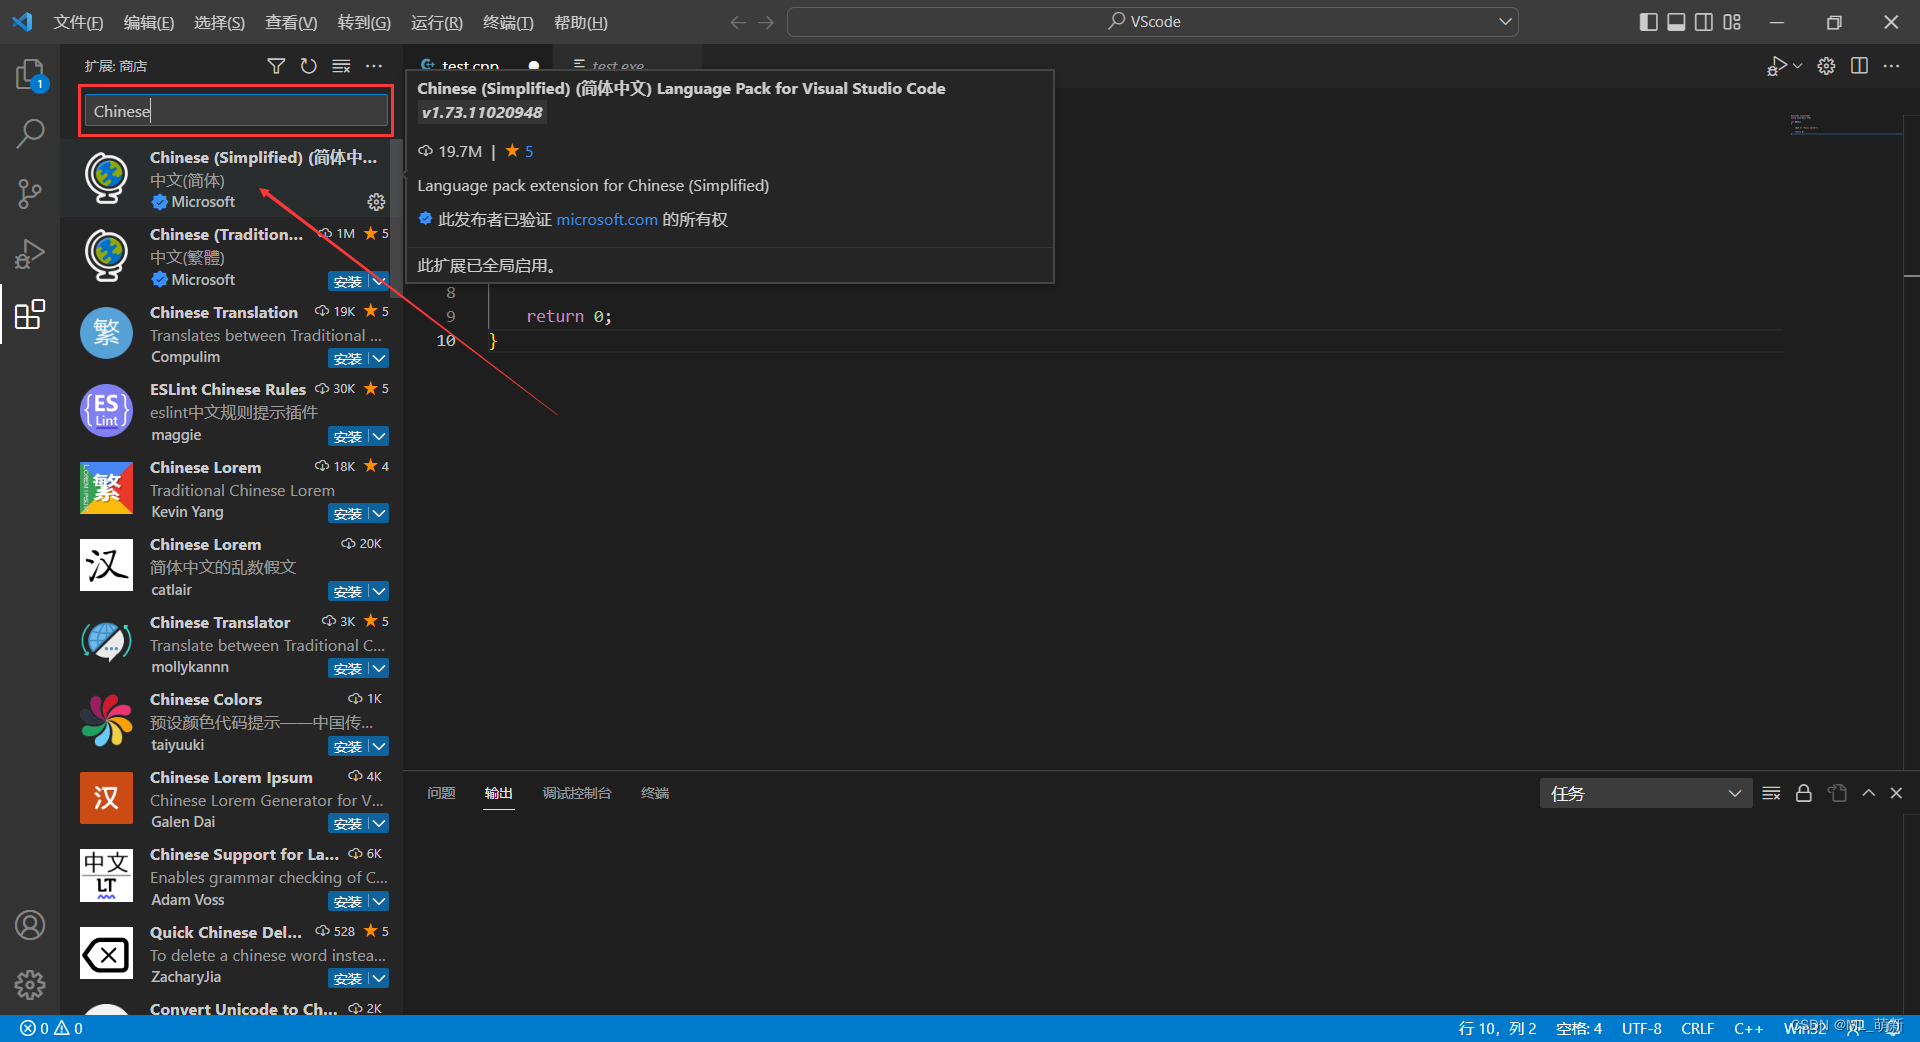 文件(F) 编辑(E) 选择(S) 查看(V) 转到(G) 运行(R) 终端(T) 帮助(H)
VScode
扩展: 商店
1
Chinese
test.cpp
test.exe
Chinese (Simplified) (简体中...
中文(简体)
Microsoft
Chinese (Tradition... 1M 5
中文(繁體)
Microsoft 安装
繁
Chinese Translation 19K 5
Translates between Traditional ...
Compulim 安装
{ES}
Lint
ESLint Chinese Rules 30K 5
eslint中文规则提示插件
maggie 安装
繁
Chinese Lorem 18K 4
Traditional Chinese Lorem
Kevin Yang 安装
汉
Chinese Lorem 20K
简体中文的乱数假文
catlair 安装
Chinese Translator 3K 5
Translate between Traditional C...
mollykannn 安装
Chinese Colors 1K
预设颜色代码提示——中国传...
taiyuuki 安装
汉
Chinese Lorem Ipsum 4K
Chinese Lorem Generator for V...
Galen Dai 安装
中文
LT
Chinese Support for La... 6K
Enables grammar checking of C...
Adam Voss 安装
Quick Chinese Del... 528 5
To delete a chinese word instea...
ZacharyJia 安装
Convert Unicode to Ch... 2K
Chinese (Simplified) (简体中文) Language Pack for Visual Studio Code
v1.73.11020948
19.7M | 5
Language pack extension for Chinese (Simplified)
此发布者已验证 microsoft.com 的所有权
此扩展已全局启用。
8
9 return 0;
10 }
问题 输出 调试控制台 终端
任务
0 0
行 10，列 2 空格: 4 UTF-8 CRLF C++ Win32